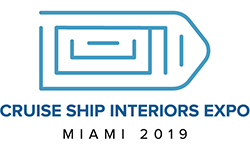 CRUISE SHIP INTERIORS EXPO
MIAMI 2019